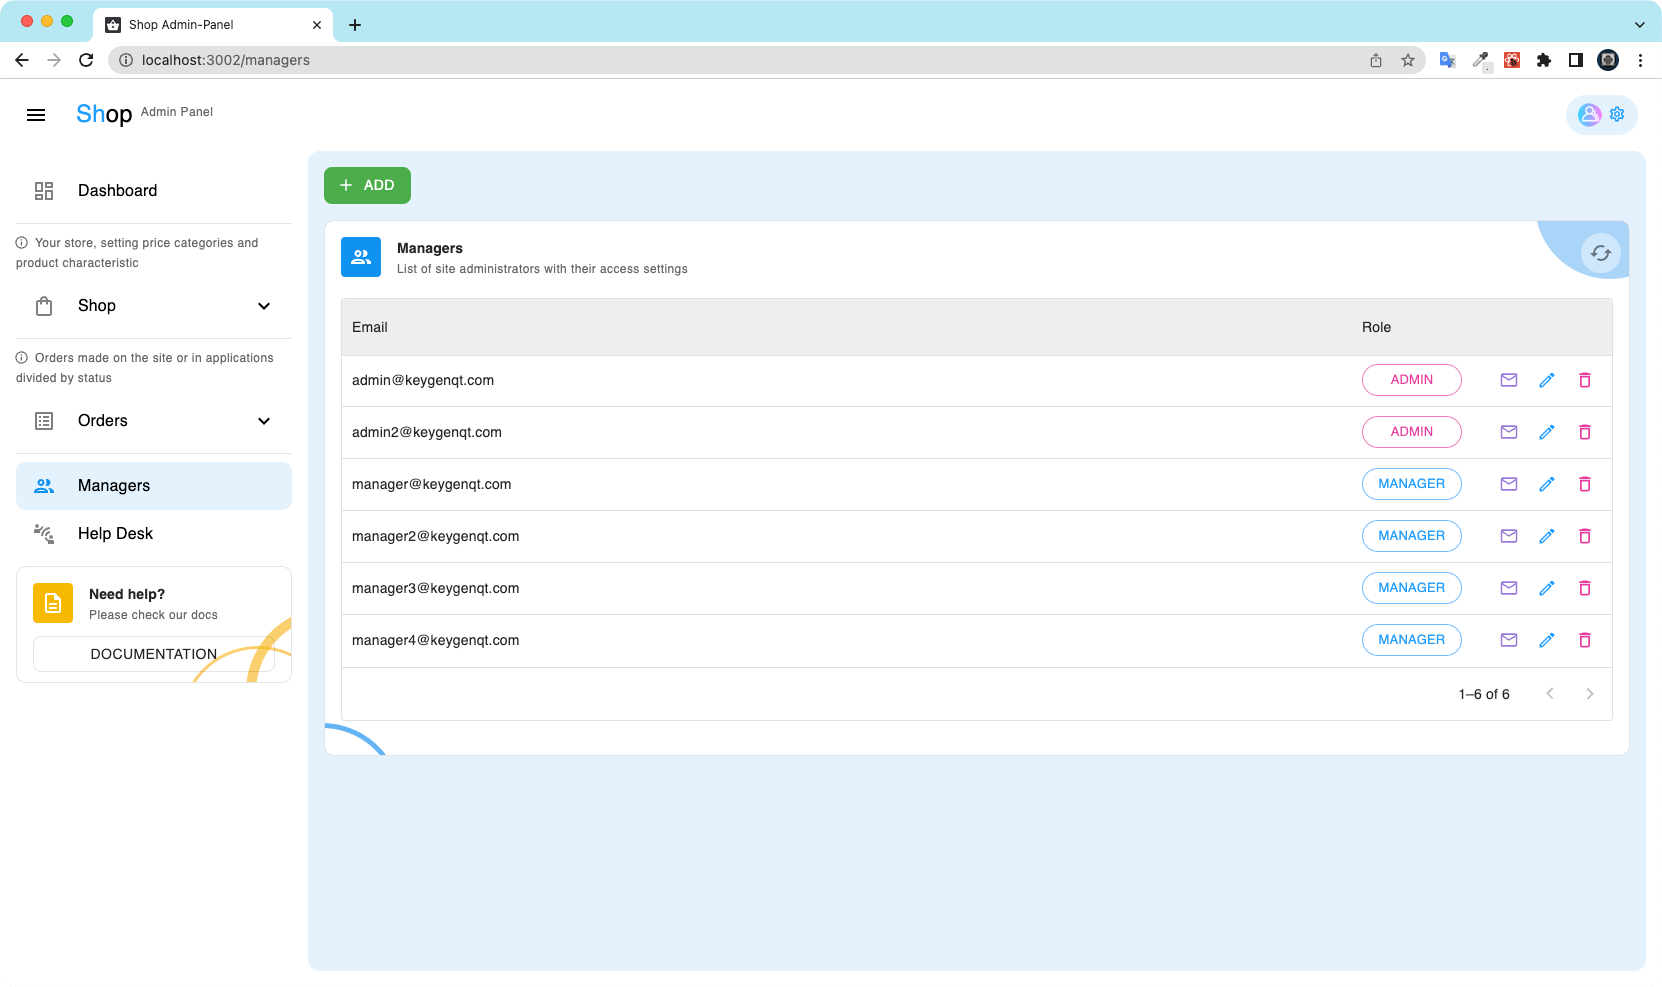 Shop Admin-Panel
localhost:3002/managers
Shop Admin Panel
Dashboard
Your store, setting price categories and
product characteristic
Shop
Orders made on the site or in applications
divided by status
Orders
Managers
Help Desk
Need help?
Please check our docs
DOCUMENTATION
ADD
Managers
List of site administrators with their access settings
Email Role
admin@keygenqt.com ADMIN
admin2@keygenqt.com ADMIN
manager@keygenqt.com MANAGER
manager2@keygenqt.com MANAGER
manager3@keygenqt.com MANAGER
manager4@keygenqt.com MANAGER
1–6 of 6